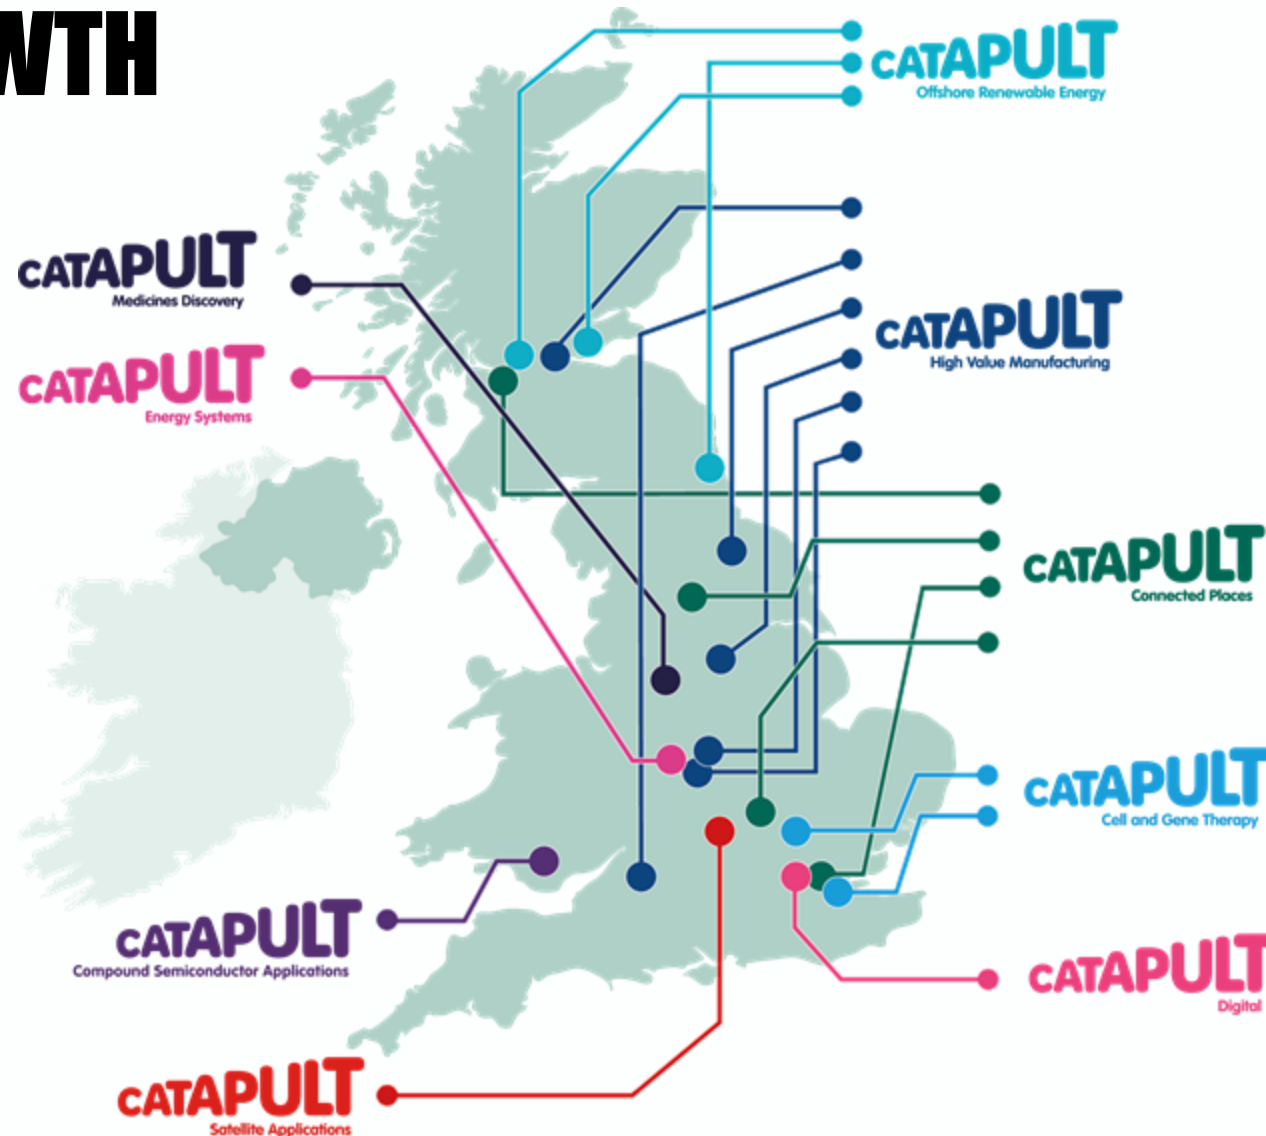 WTH
CATAPULT
Offshore Renewable Energy
CATAPULT
Medicines Discovery
CATAPULT
High Value Manufacturing
CATAPULT
Energy Systems
CATAPULT
Connected Places
CATAPULT
Cell and Gene Therapy
CATAPULT
Compound Semiconductor Applications
CATAPULT
Digital
CATAPULT
Satellite Applications